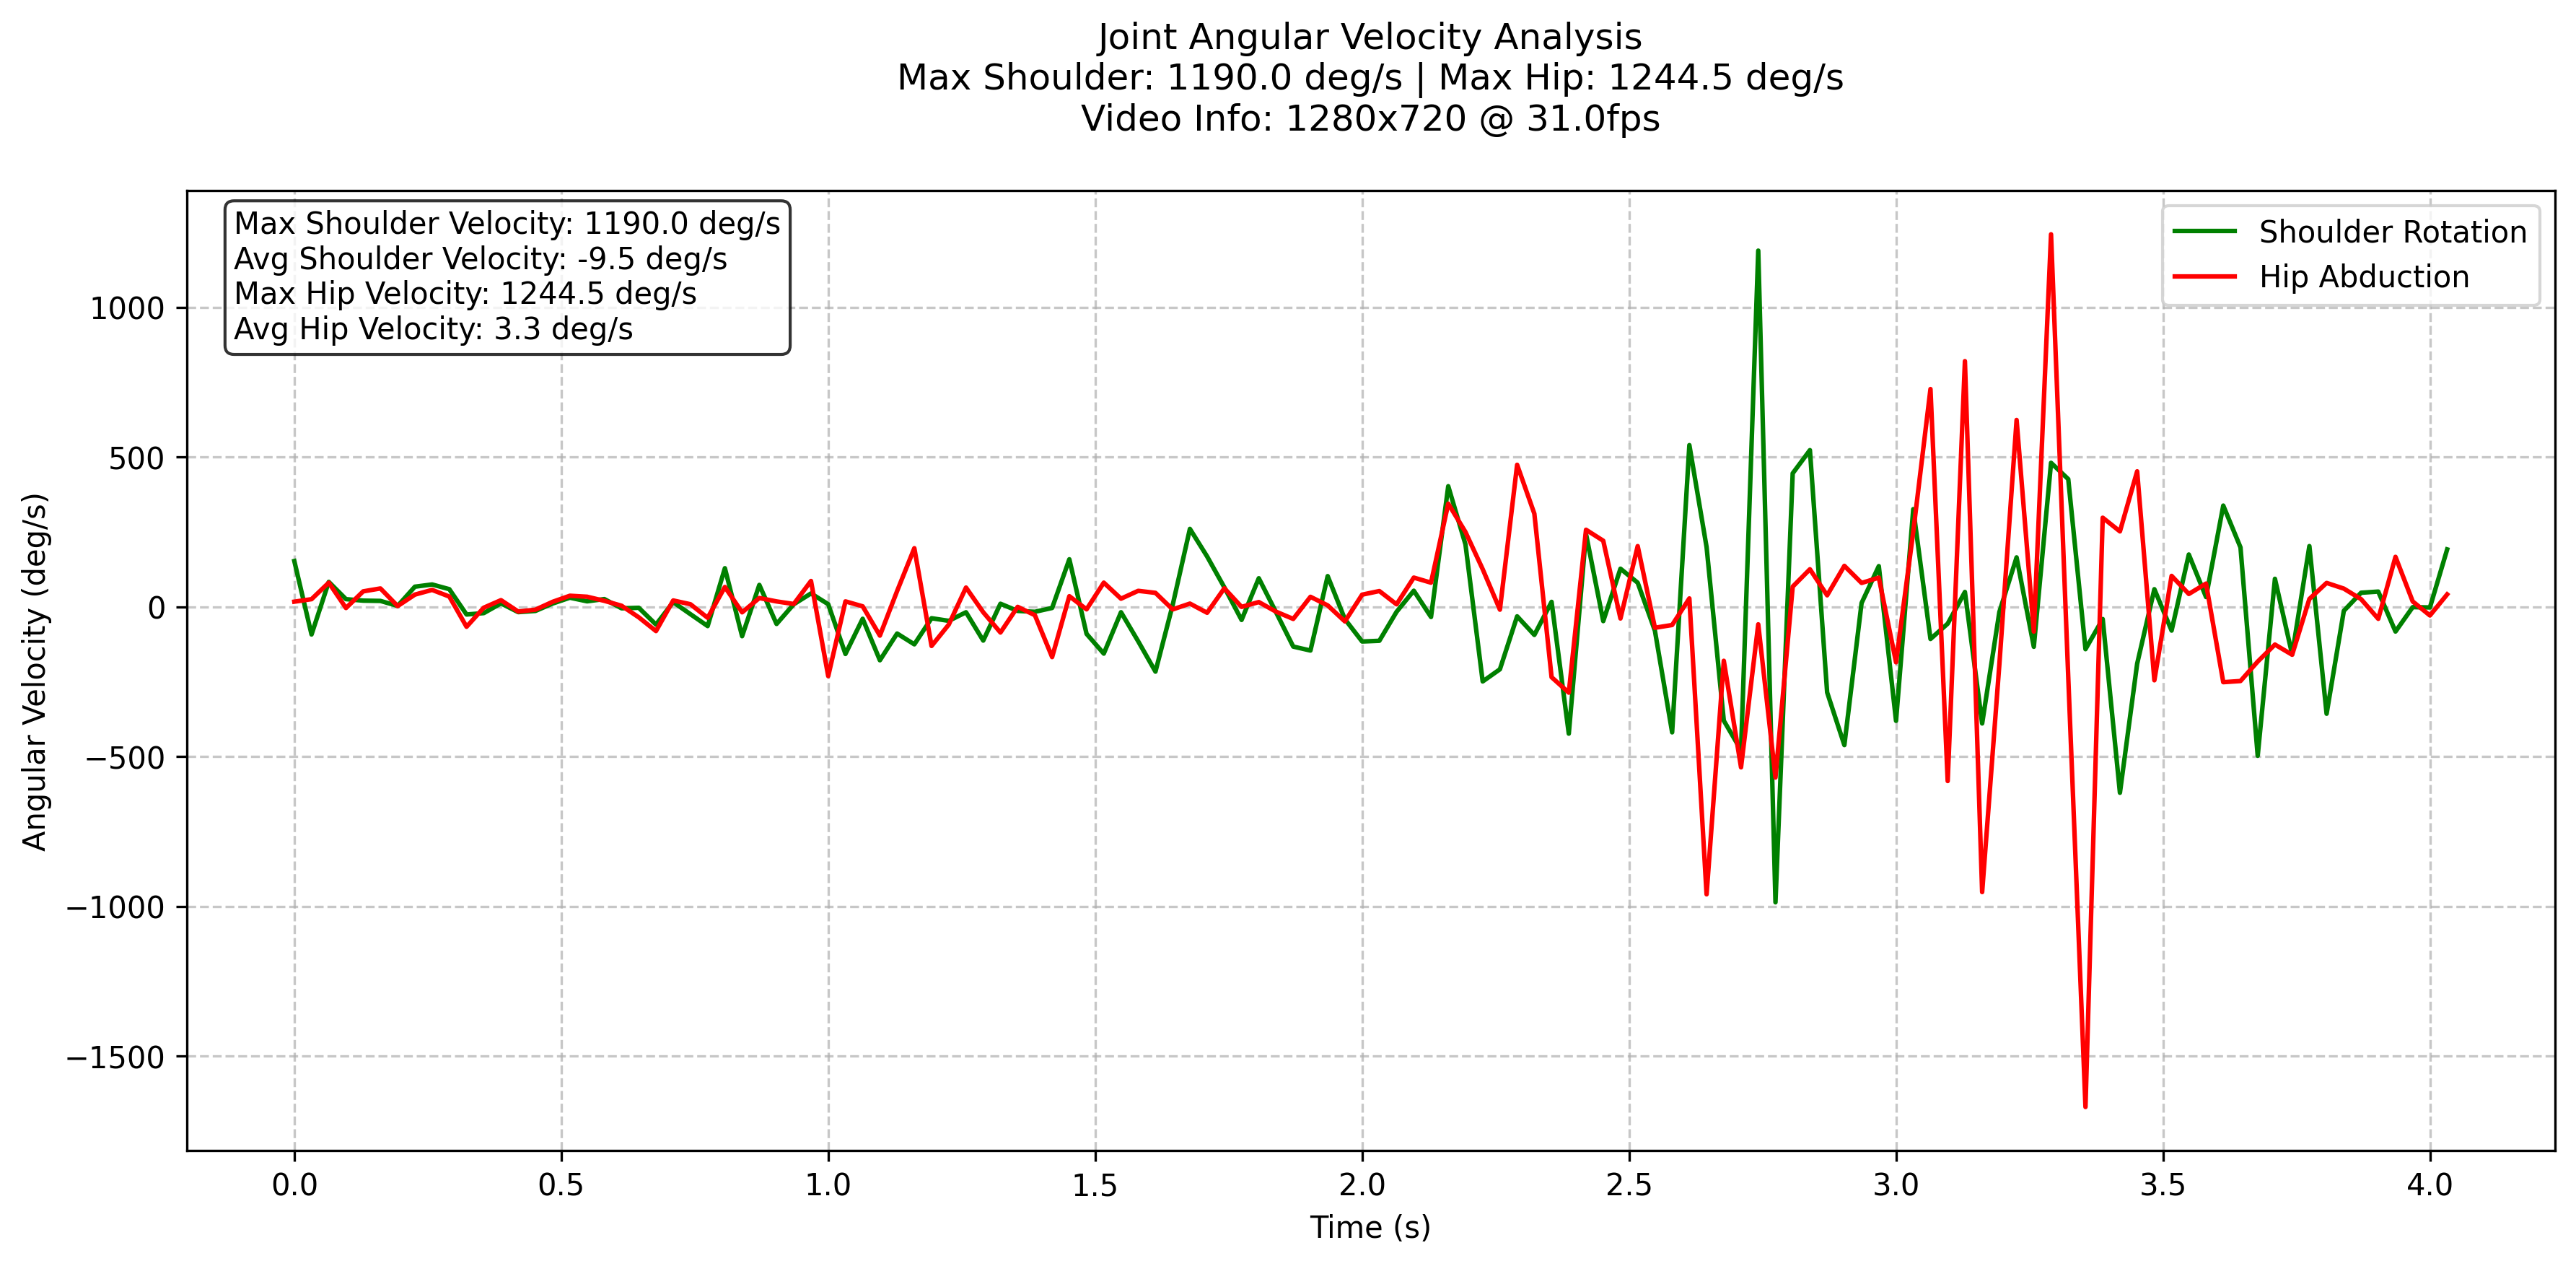 Joint Angular Velocity Analysis
Max Shoulder: 1190.0 deg/s | Max Hip: 1244.5 deg/s
Video Info: 1280x720 @ 31.0fps
Max Shoulder Velocity: 1190.0 deg/s
Avg Shoulder Velocity: -9.5 deg/s
Max Hip Velocity: 1244.5 deg/s
Avg Hip Velocity: 3.3 deg/s
Shoulder Rotation
Hip Abduction
Angular Velocity (deg/s)
1000
500
0
−500
−1000
−1500
0.0
0.5
1.0
1.5
2.0
2.5
3.0
3.5
4.0
Time (s)